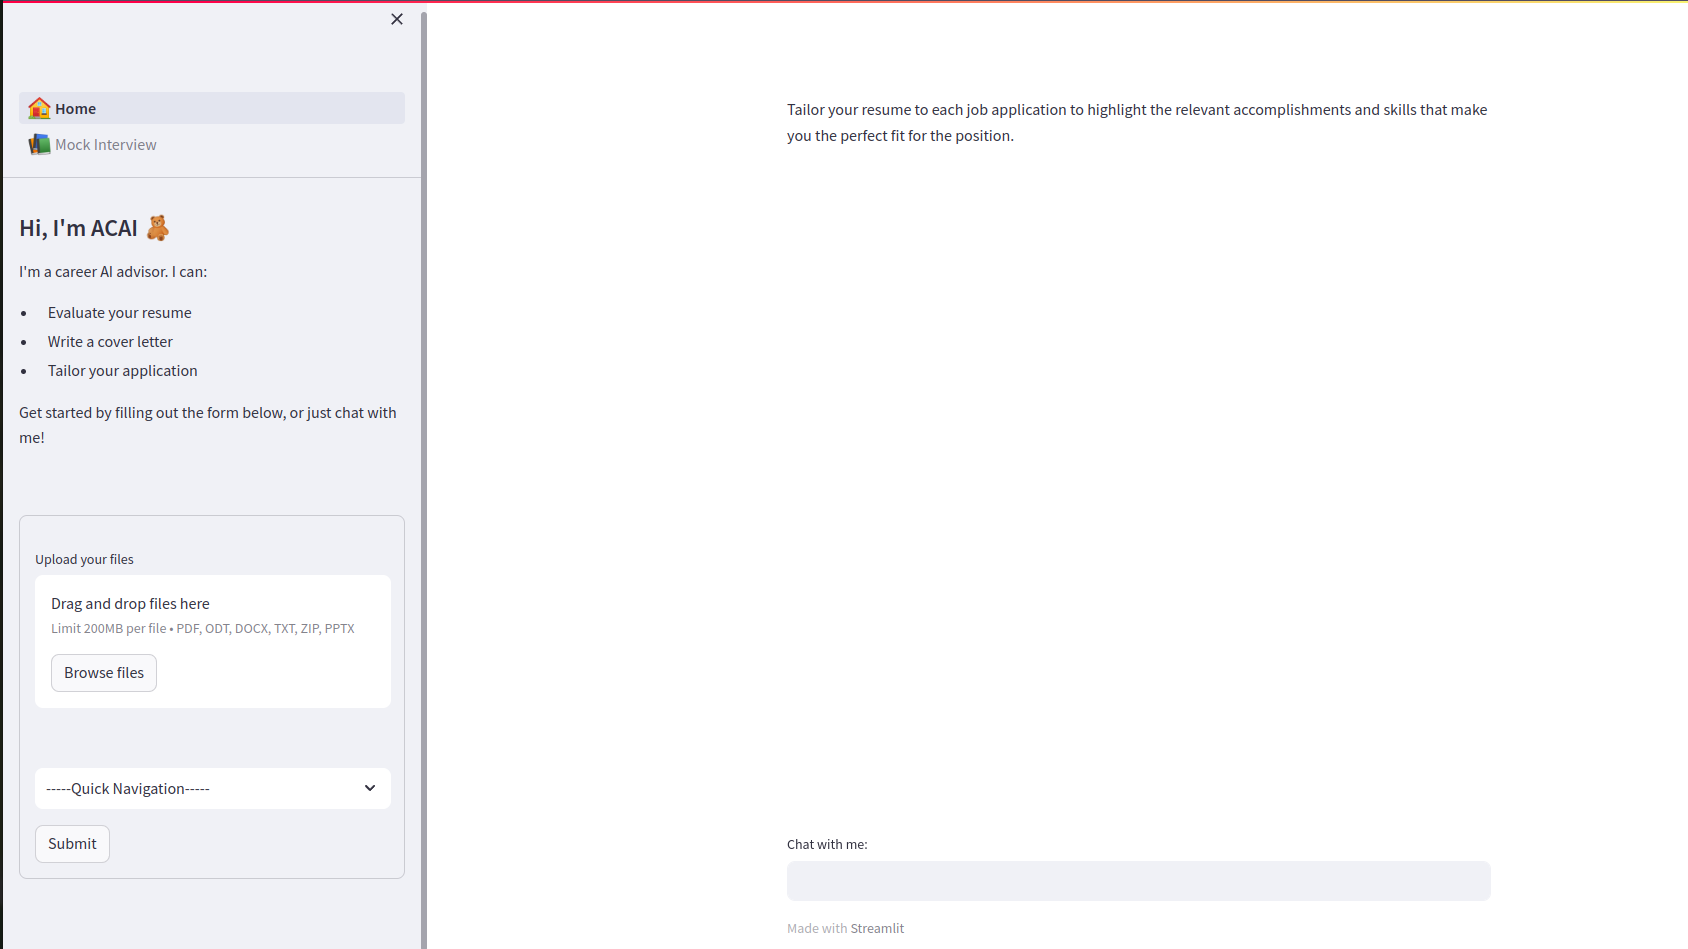 Home
Mock Interview
Hi, I'm ACAI
I'm a career AI advisor. I can:
• Evaluate your resume
• Write a cover letter
• Tailor your application
Get started by filling out the form below, or just chat with
me!
Upload your files
Drag and drop files here
Limit 200MB per file • PDF, ODT, DOCX, TXT, ZIP, PPTX
Browse files
-----Quick Navigation-----
Submit
Tailor your resume to each job application to highlight the relevant accomplishments and skills that make
you the perfect fit for the position.
Chat with me:
Made with Streamlit